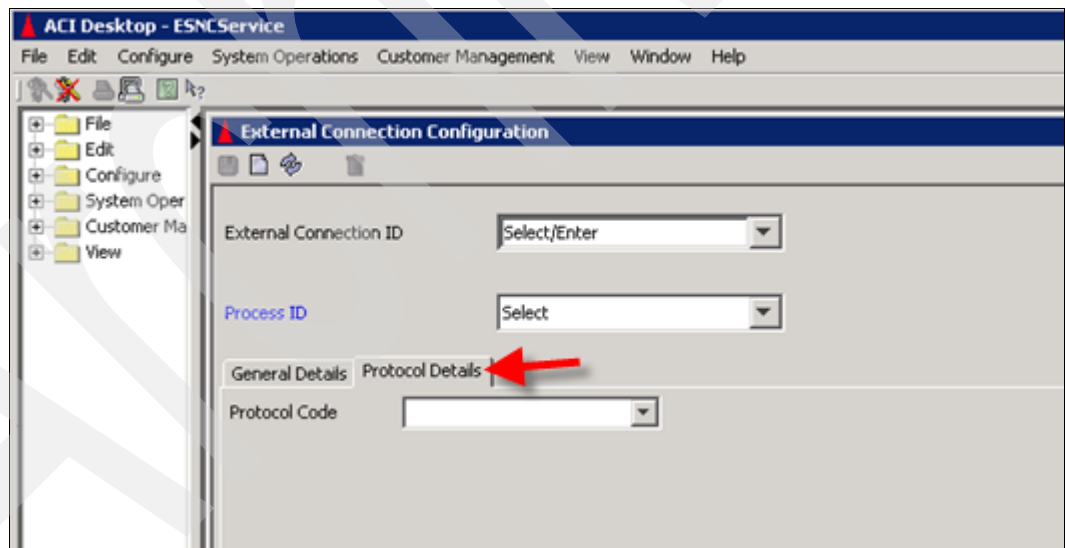 ACI Desktop - ESNCService
File Edit Configure System Operations Customer Management View Window Help
File
Edit
Configure
System Oper
Customer Ma
View
External Connection Configuration
External Connection ID Select/Enter
Process ID Select
General Details Protocol Details
Protocol Code